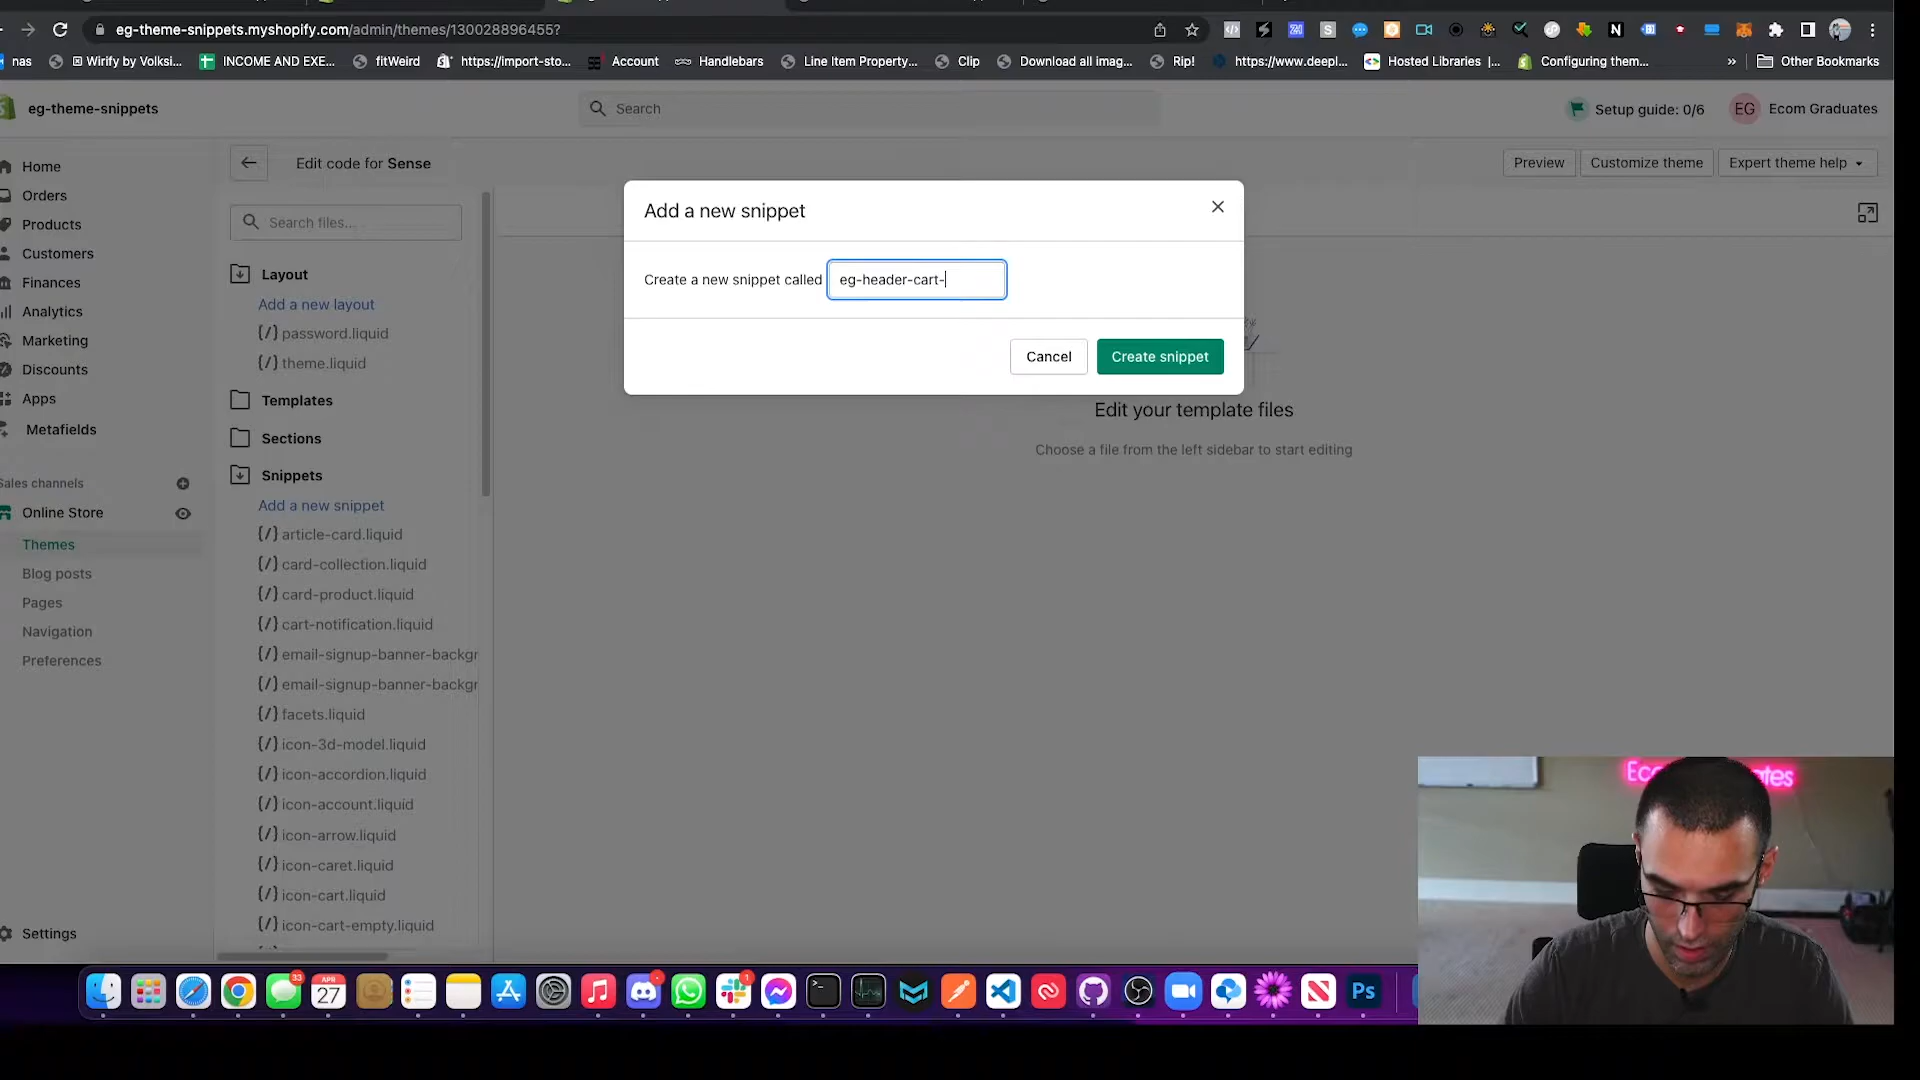 eg-theme-snippets.myshopify.com/admin/themes/130028896455?
nas
Wirify by Volksi...
INCOME AND EXE...
fitWeird
https://import-sto...
Account
Handlebars
Line Item Property...
Clip
Download all imag...
Rip!
https://www.deepl...
Hosted Libraries |...
Configuring them...
»
Other Bookmarks
eg-theme-snippets
Search
Setup guide: 0/6
EG
Ecom Graduates
Home
Orders
Products
Customers
Finances
Analytics
Marketing
Discounts
Apps
Metafields
Sales channels
Online Store
Themes
Blog posts
Pages
Navigation
Preferences
Settings
Edit code for Sense
Preview
Customize theme
Expert theme help
Search files...
Layout
Add a new layout
{/} password.liquid
{/} theme.liquid
Templates
Sections
Snippets
Add a new snippet
{/} article-card.liquid
{/} card-collection.liquid
{/} card-product.liquid
{/} cart-notification.liquid
{/} email-signup-banner-backgr
{/} email-signup-banner-backgr
{/} facets.liquid
{/} icon-3d-model.liquid
{/} icon-accordion.liquid
{/} icon-account.liquid
{/} icon-arrow.liquid
{/} icon-caret.liquid
{/} icon-cart.liquid
{/} icon-cart-empty.liquid
Add a new snippet
Create a new snippet called eg-header-cart-
Cancel
Create snippet
Edit your template files
Choose a file from the left sidebar to start editing
33
APR
27
1
Ps